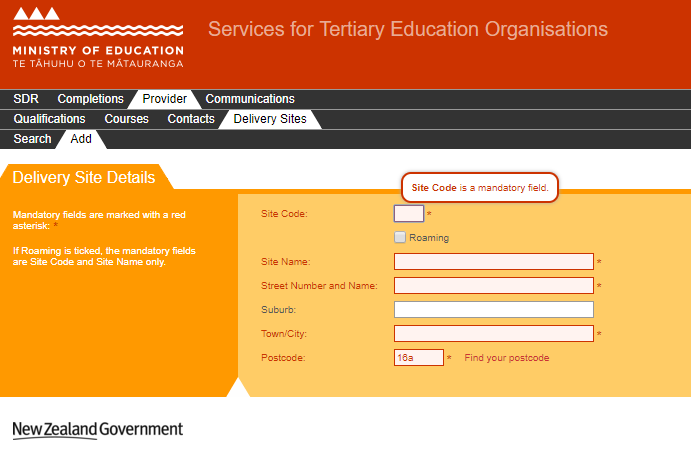 Services for Tertiary Education Organisations
MINISTRY OF EDUCATION
TE TĀHUHU O TE MĀTAURANGA
SDR Completions Provider Communications
Qualifications Courses Contacts Delivery Sites
Search Add
Delivery Site Details
Site Code is a mandatory field.
Mandatory fields are marked with a red
asterisk: *
If Roaming is ticked, the mandatory fields
are Site Code and Site Name only.
Site Code: *
Roaming
Site Name: *
Street Number and Name: *
Suburb:
Town/City: *
Postcode: 16a * Find your postcode
New Zealand Government